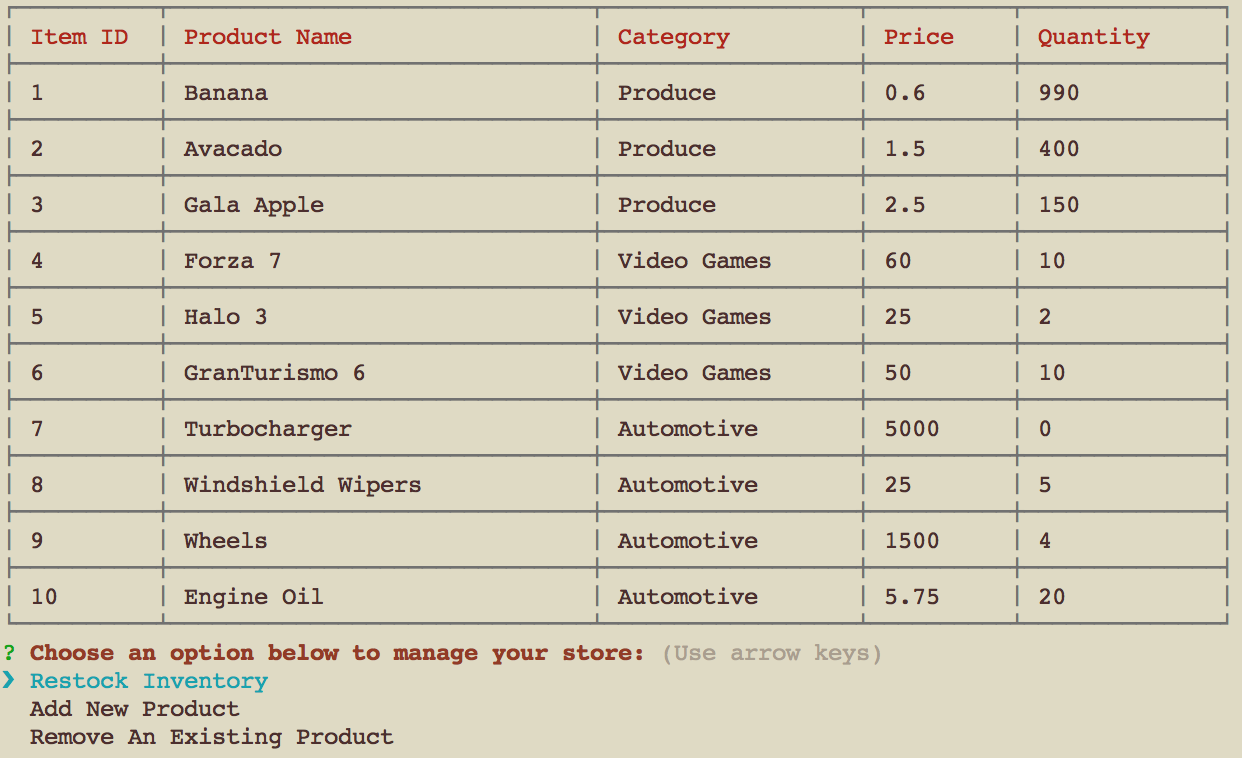 Item ID Product Name Category Price Quantity
1 Banana Produce 0.6 990
2 Avacado Produce 1.5 400
3 Gala Apple Produce 2.5 150
4 Forza 7 Video Games 60 10
5 Halo 3 Video Games 25 2
6 GranTurismo 6 Video Games 50 10
7 Turbocharger Automotive 5000 0
8 Windshield Wipers Automotive 25 5
9 Wheels Automotive 1500 4
10 Engine Oil Automotive 5.75 20
? Choose an option below to manage your store: (Use arrow keys)
❯ Restock Inventory
Add New Product
Remove An Existing Product